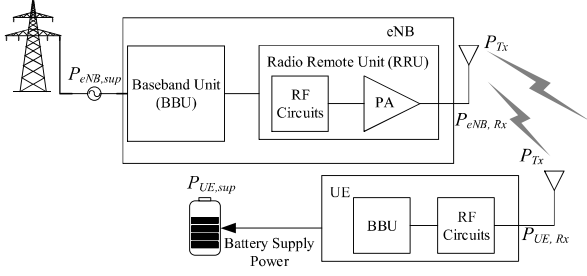 eNB
P_Tx
P_eNB,sup
Baseband Unit
(BBU)
Radio Remote Unit (RRU)
RF
Circuits
PA
P_eNB, Rx
P_Tx
P_UE,sup
UE
BBU
RF
Circuits
P_UE, Rx
Battery Supply
Power